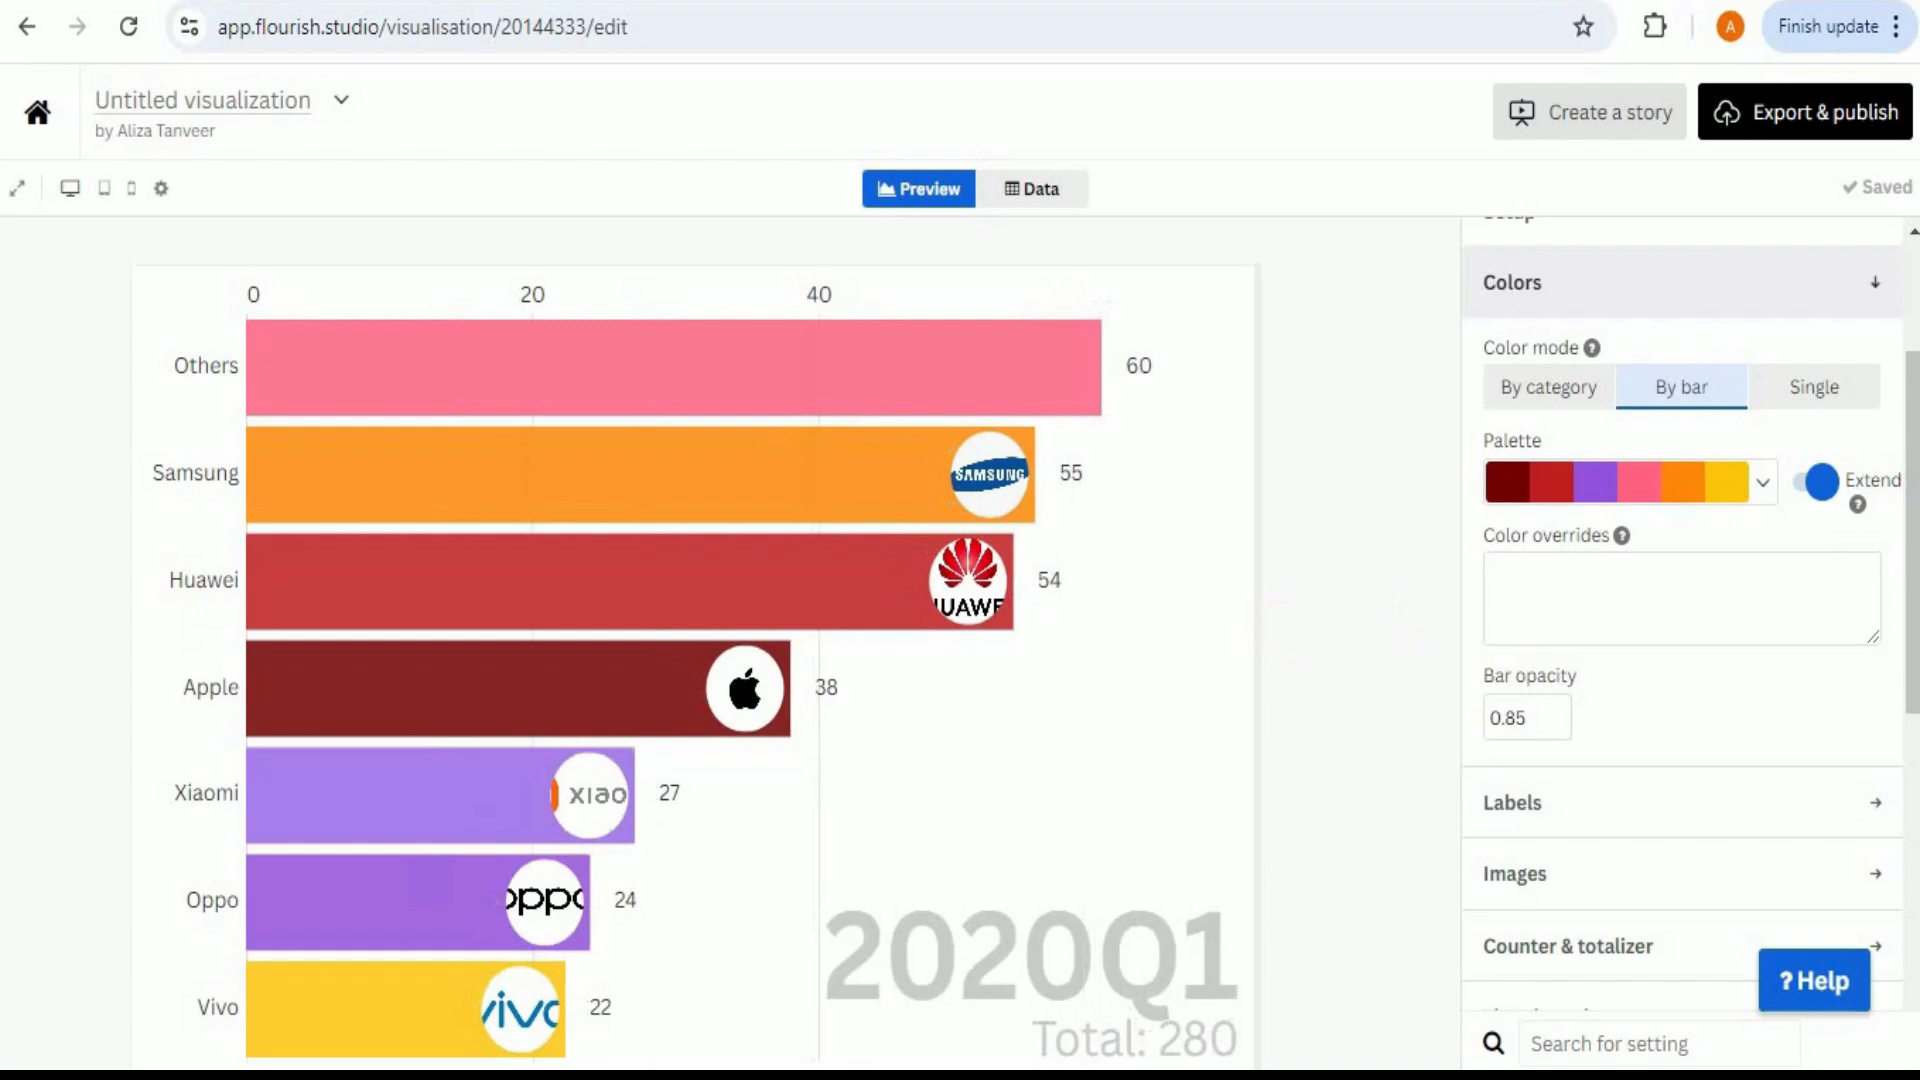 app.flourish.studio/visualisation/20144333/edit
A
Finish update
Untitled visualization
by Aliza Tanveer
Create a story
Export & publish
Preview
Data
Saved
Colors
0
20
40
Others
60
Samsung
SAMSUNG
55
Huawei
54
Apple
38
Xiaomi
27
Oppo
oppo
24
Vivo
vivo
22
2020Q1
Total: 280
Color mode
By category
By bar
Single
Palette
Extend
Color overrides
Bar opacity
0.85
Labels
Images
Counter & totalizer
? Help
Search for setting